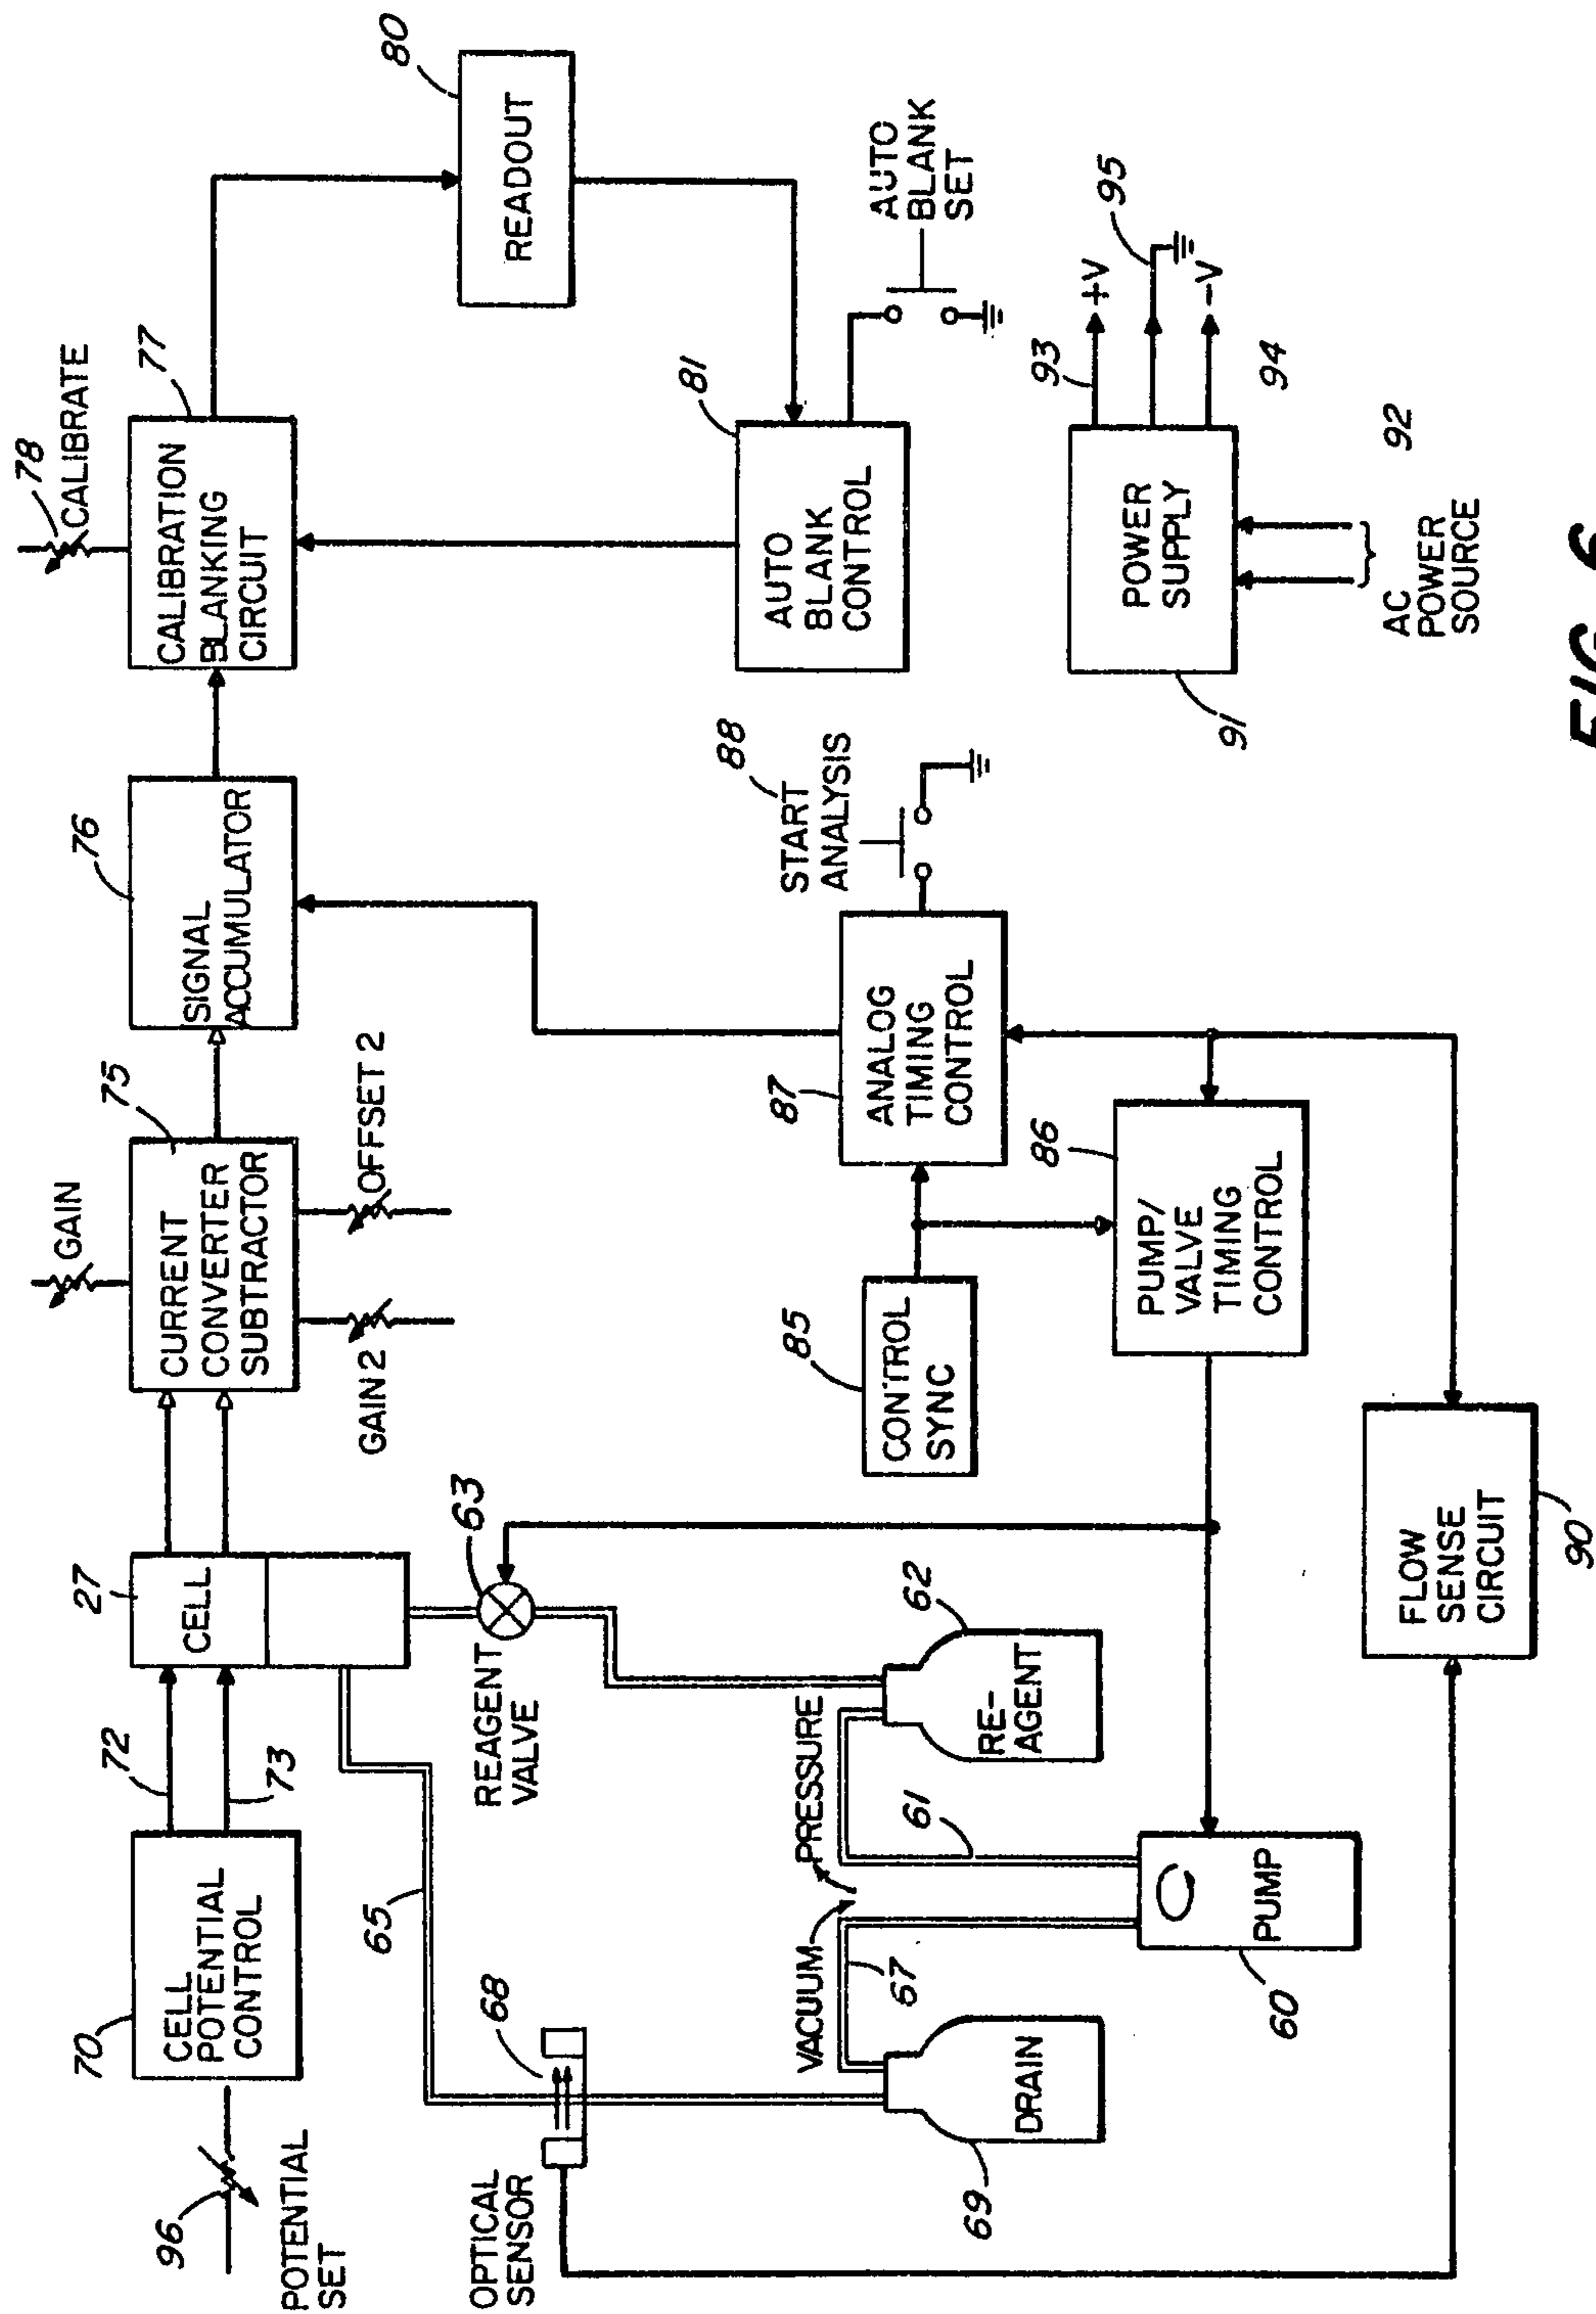 96
POTENTIAL
SET
70
CELL
POTENTIAL
CONTROL
72
73
27
CELL
GAIN
75
CURRENT
CONVERTER
SUBTRACTOR
GAIN 2
OFFSET 2
76
SIGNAL
ACCUMULATOR
78
CALIBRATE
77
CALIBRATION
BLANKING
CIRCUIT
80
READOUT
OPTICAL
SENSOR
68
65
REAGENT
VALVE
63
81
AUTO
BLANK
CONTROL
AUTO
BLANK
SET
88
START
ANALYSIS
87
ANALOG
TIMING
CONTROL
85
CONTROL
SYNC
86
PUMP/
VALVE
TIMING
CONTROL
VACUUM
PRESSURE
67
61
62
RE-
AGENT
69
DRAIN
60
PUMP
90
FLOW
SENSE
CIRCUIT
91
POWER
SUPPLY
93
+V
95
-V
94
92
AC
POWER
SOURCE
FIG. 6